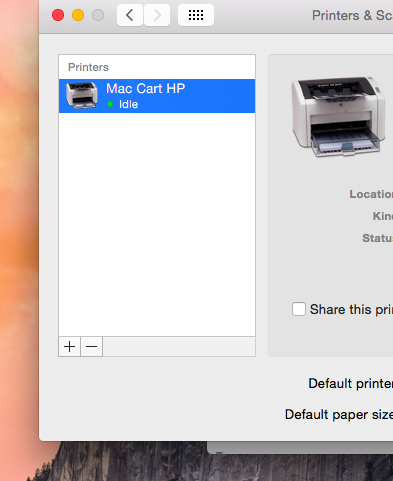 Printers & Sc
Printers
Mac Cart HP
Idle
Location
Kind
Status
Share this prin
Default printer
Default paper size